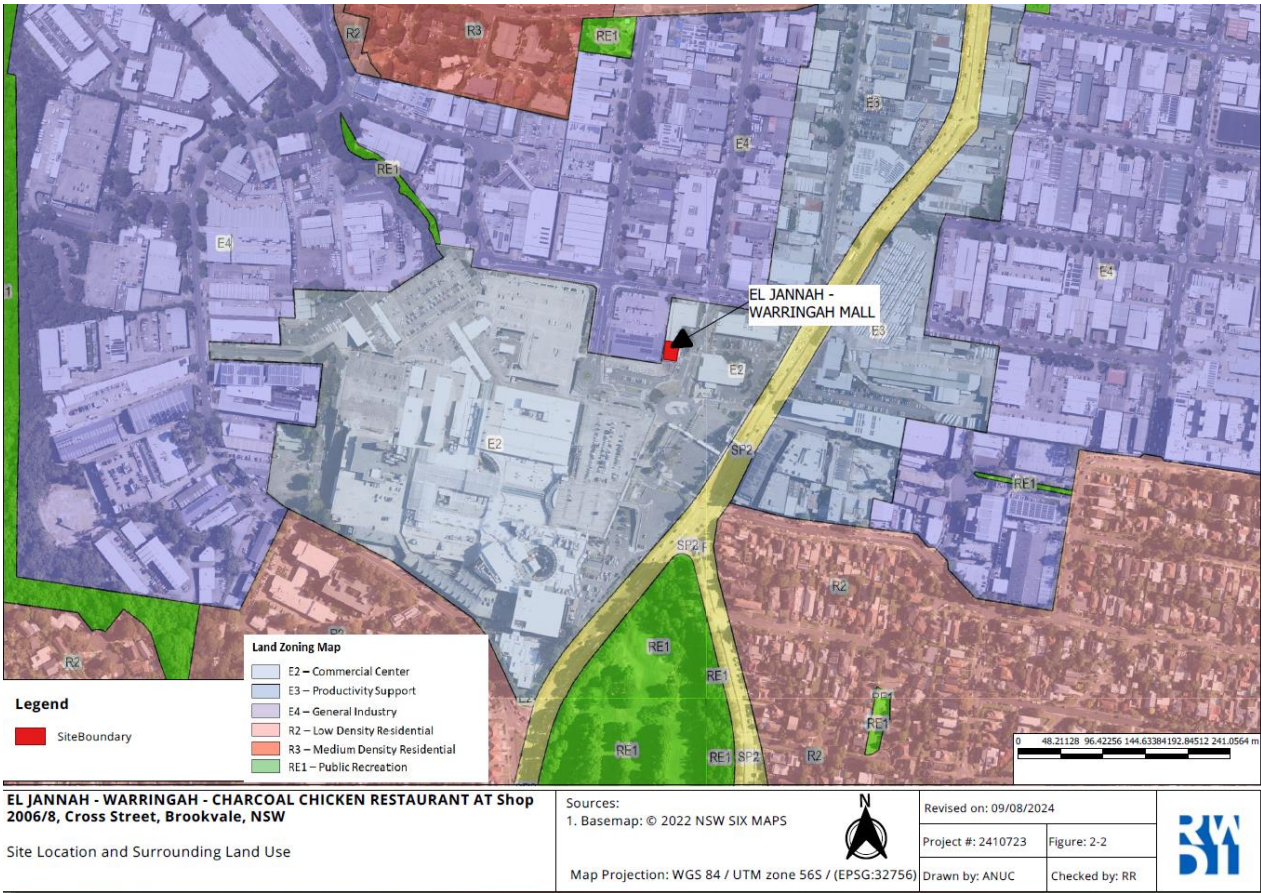 R2
R3
RE1
E3
E4
RE1
E4
E4
1
EL JANNAH -
WARRINGAH MALL
E3
E2
E2
SP2
RE1
SP2
R2
RE1
R2
R2
RE1
RE1
RE1
RE1
RE1
SP2
R2
Land Zoning Map
E2 – Commercial Center
E3 – Productivity Support
E4 – General Industry
R2 – Low Density Residential
R3 – Medium Density Residential
RE1 – Public Recreation
Legend
SiteBoundary
0 48.21128 96.42256 144.63384192.84512 241.0564 m
EL JANNAH - WARRINGAH - CHARCOAL CHICKEN RESTAURANT AT Shop
2006/8, Cross Street, Brookvale, NSW
Site Location and Surrounding Land Use
Sources:
1. Basemap: © 2022 NSW SIX MAPS
N
Map Projection: WGS 84 / UTM zone 56S / (EPSG:32756)
Revised on: 09/08/2024
Project #: 2410723
Figure: 2-2
Drawn by: ANUC
Checked by: RR
RWDI